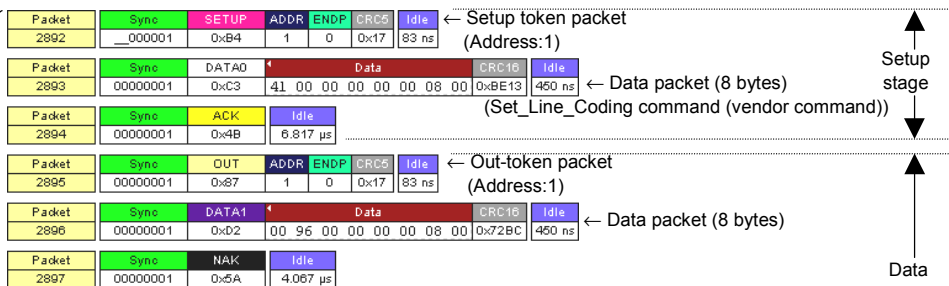 Packet Sync SETUP ADDR ENDP CRC5 Idle ← Setup token packet
2892 __000001 0xB4 1 0 0x17 83 ns (Address:1)
Setup
stage
Packet Sync DATA0 Data CRC16 Idle
2893 00000001 0xC3 41 00 00 00 00 00 08 00 0xBE13 450 ns ← Data packet (8 bytes)
(Set_Line_Coding command (vendor command))
Packet Sync ACK Idle
2894 00000001 0x4B 6.817 µs
Packet Sync OUT ADDR ENDP CRC5 Idle ← Out-token packet
2895 00000001 0x87 1 0 0x17 83 ns (Address:1)
Packet Sync DATA1 Data CRC16 Idle
2896 00000001 0xD2 00 96 00 00 00 00 08 00 0x72BC 450 ns ← Data packet (8 bytes)
Packet Sync NAK Idle
2897 00000001 0x5A 4.067 µs
Data